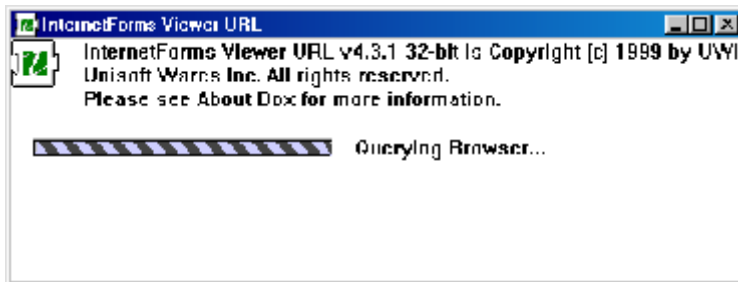 InternetForms Viewer URL
InternetForms Viewer URL v4.3.1 32-bit is Copyright [c] 1999 by UWI
Unisoft Wares Inc. All rights reserved.
Please see About Box for more information.
Querying Browser...